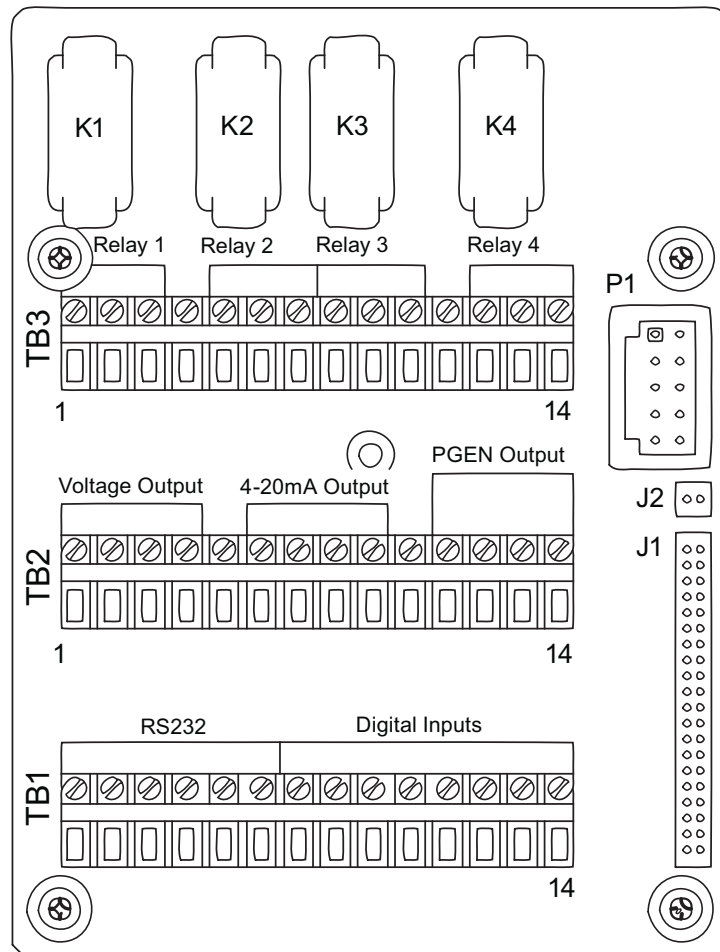 K1 K2 K3 K4
Relay 1 Relay 2 Relay 3 Relay 4
P1
TB3
1 14
PGEN Output
Voltage Output 4-20mA Output
J2
J1
TB2
1 14
RS232 Digital Inputs
TB1
14